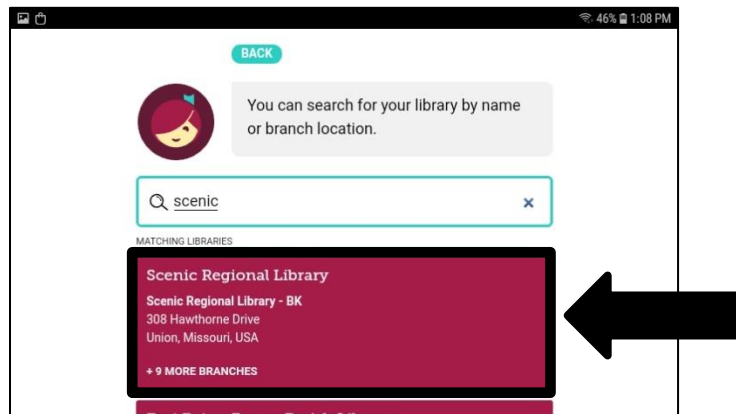 46% 1:08 PM
BACK
You can search for your library by name
or branch location.
scenic
MATCHING LIBRARIES
Scenic Regional Library
Scenic Regional Library - BK
308 Hawthorne Drive
Union, Missouri, USA
+ 9 MORE BRANCHES